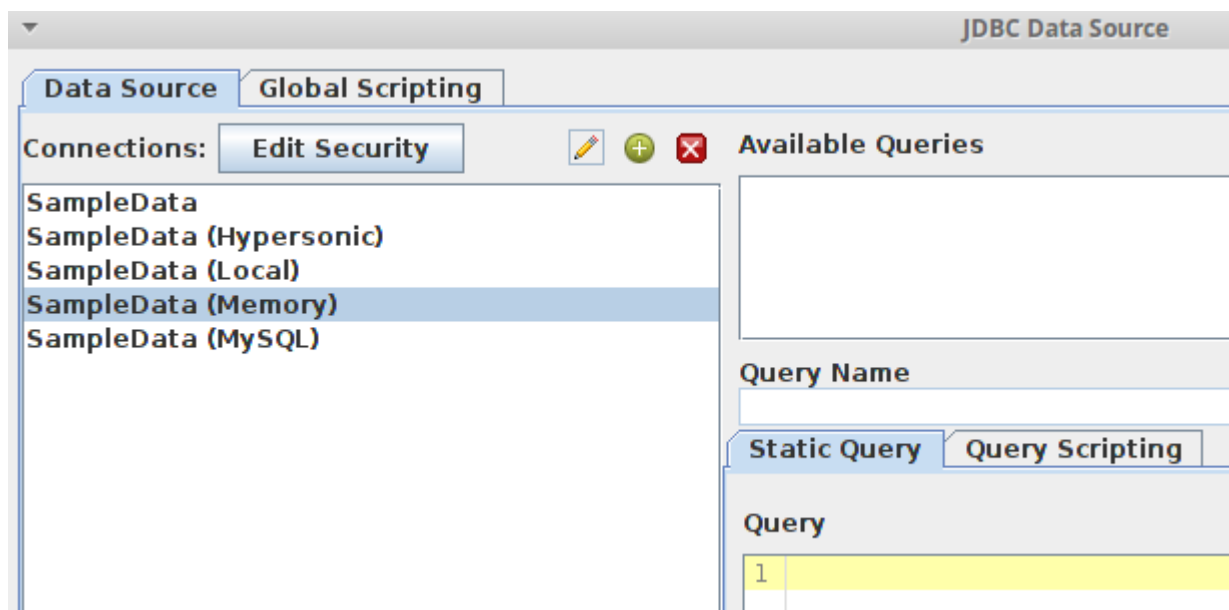 JDBC Data Source
Data Source Global Scripting
Connections: Edit Security
SampleData
SampleData (Hypersonic)
SampleData (Local)
SampleData (Memory)
SampleData (MySQL)
Available Queries
Query Name
Static Query Query Scripting
Query
1